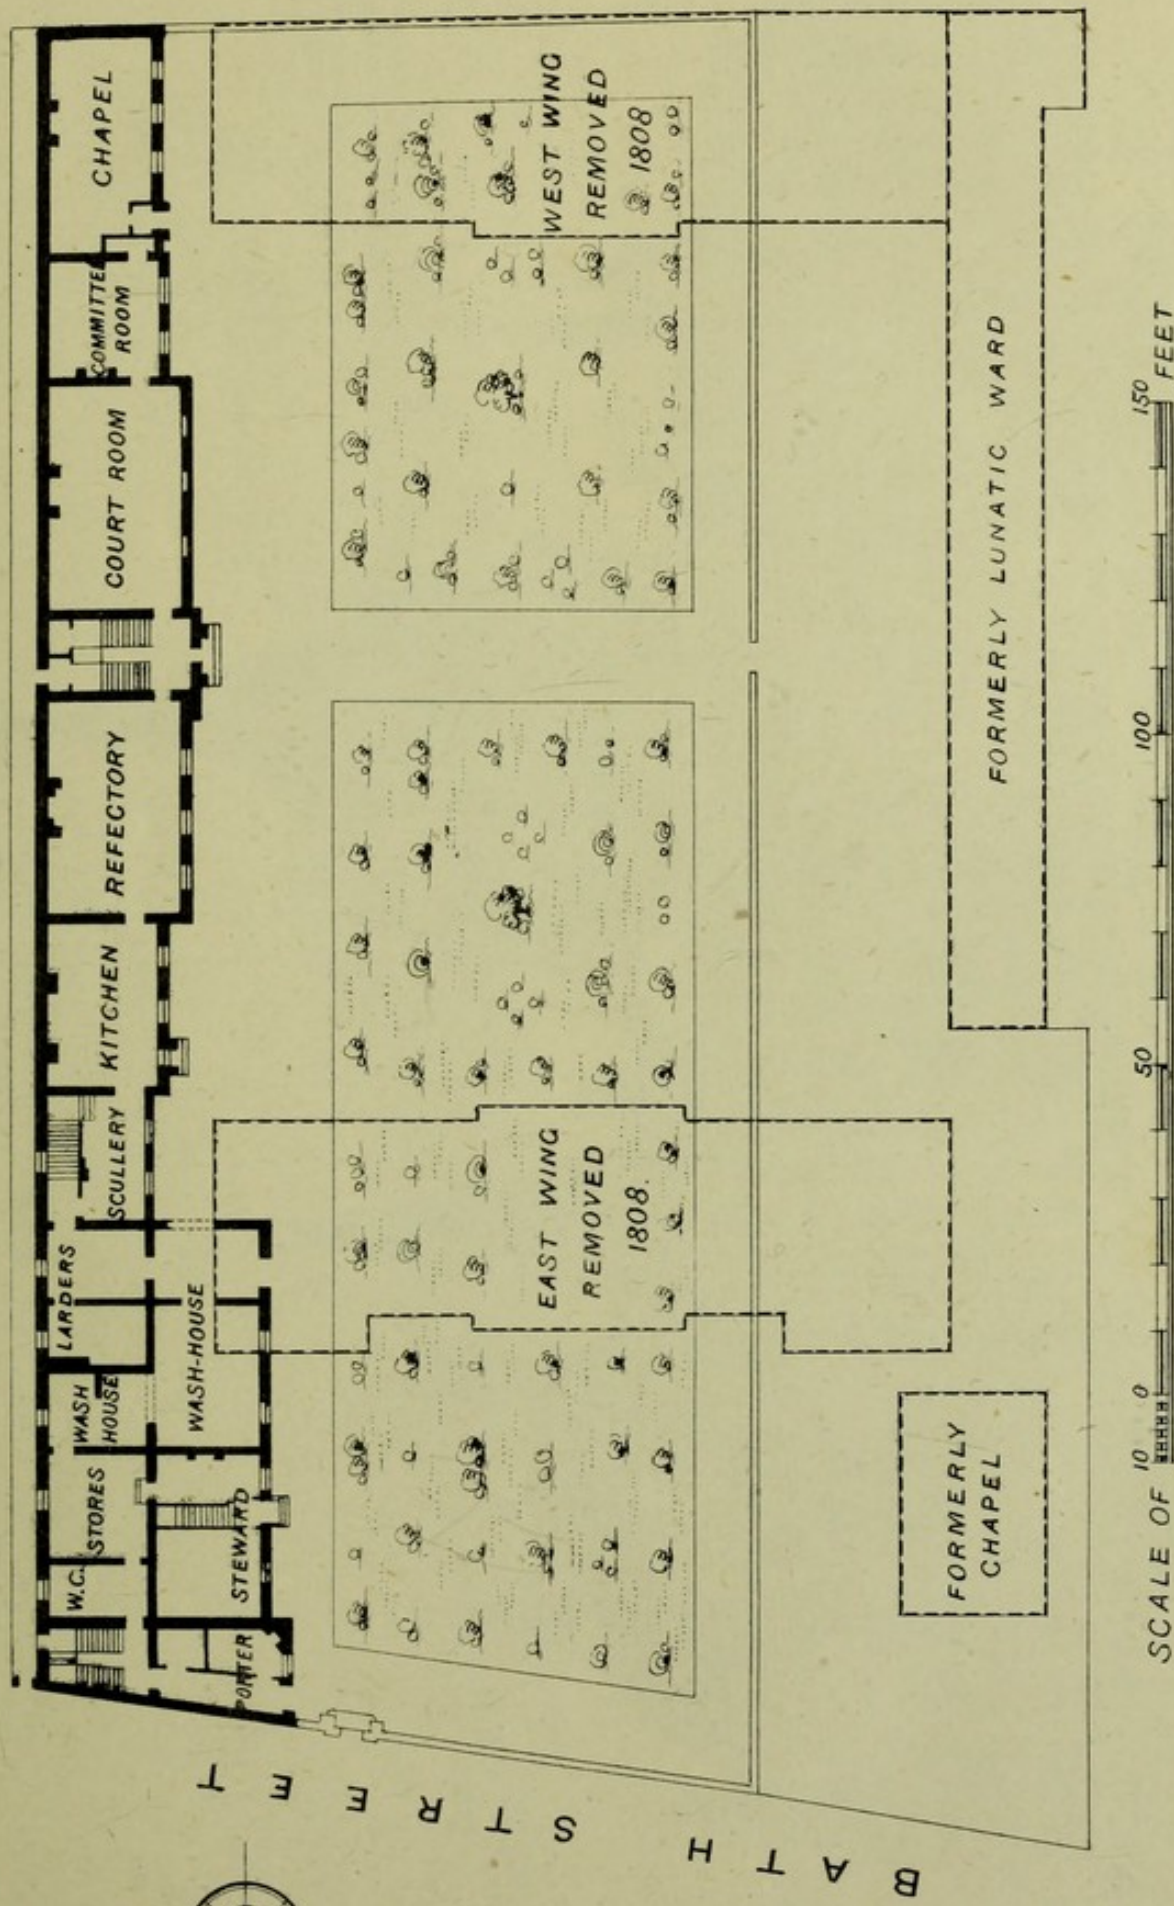 CHAPEL
COMMITTEE
ROOM
COURT ROOM
REFECTORY
KITCHEN
SCULLERY
LARDERS
WASH-HOUSE
WASH
HOUSE
STORES
W.C.
STEWARD
PORTER
WEST WING
REMOVED
1808
EAST WING
REMOVED
1808.
FORMERLY LUNATIC WARD
FORMERLY
CHAPEL
BATH STREET
SCALE OF 10 0 50 100 150 FEET